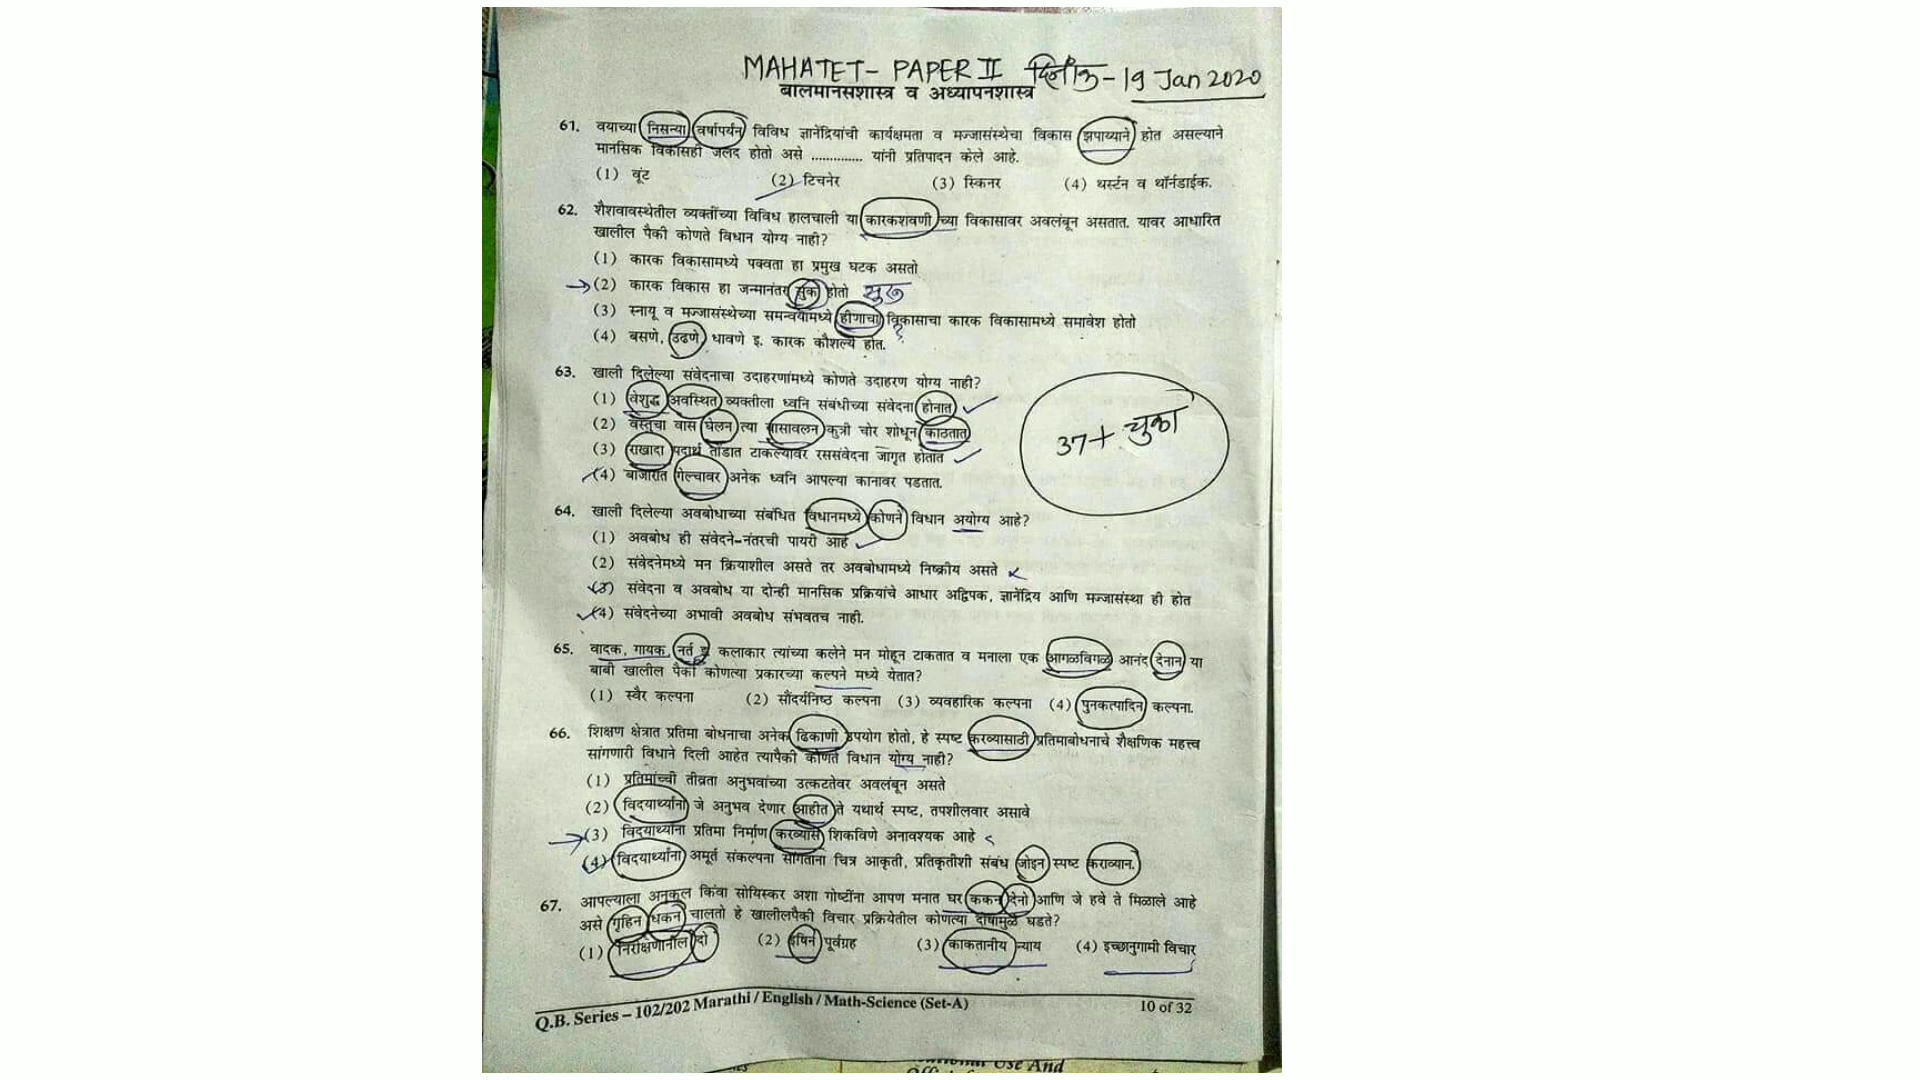 MAHATET - PAPER II दिनांक - 19 Jan 2020
बालमानसशास्त्र व अध्यापनशास्त्र
61. वयाच्या निसन्या वर्षापर्यंन विविध ज्ञानेंद्रियांची कार्यक्षमता व मज्जासंस्थेचा विकास झपाय्याने होत असल्याने
मानसिक विकासही जलद होतो असे .............. यांनी प्रतिपादन केले आहे.
(1) वूंट (2) टिचनेर (3) स्किनर (4) थर्स्टन व थॉर्नडाईक.
62. शैशवावस्थेतील व्यक्तींच्या विविध हालचाली या कारकशवणी च्या विकासावर अवलंबून असतात. यावर आधारित
खालील पैकी कोणते विधान योग्य नाही?
(1) कारक विकासामध्ये पक्वता हा प्रमुख घटक असतो
(2) कारक विकास हा जन्मानंतर सुक होतो सुरू
(3) स्नायू व मज्जासंस्थेच्या समन्वयामध्ये हीणाचा विकासाचा कारक विकासामध्ये समावेश होतो
(4) बसणे, उढणे, धावणे इ. कारक कौशल्ये होत. ?
63. खाली दिलेल्या संवेदनाचा उदाहरणांमध्ये कोणते उदाहरण योग्य नाही?
(1) वेशुद्ध अवस्थित व्यक्तीला ध्वनि संबंधीच्या संवेदना होनात
(2) वस्तुचा वास घेलन त्या वासावलन कुत्री चोर शोधून काठतात
(3) राखादा पदार्थ तोंडात टाकल्यावर रससंवेदना जागृत होतात
(4) बाजारात गेल्चावर अनेक ध्वनि आपल्या कानावर पडतात.
37+ चुका
64. खाली दिलेल्या अवबोधाच्या संबंधित विधानमध्ये कोणने विधान अयोग्य आहे?
(1) अवबोध ही संवेदने-नंतरची पायरी आहे
(2) संवेदनेमध्ये मन क्रियाशील असते तर अवबोधामध्ये निष्क्रीय असते
(3) संवेदना व अवबोध या दोन्ही मानसिक प्रक्रियांचे आधार अद्विपक, ज्ञानेंद्रिय आणि मज्जासंस्था ही होत
(4) संवेदनेच्या अभावी अवबोध संभवतच नाही.
65. वादक, गायक, नर्त इ कलाकार त्यांच्या कलेने मन मोहून टाकतात व मनाला एक आगळविगळ आनंद देनान या
बाबी खालील पैकी कोणत्या प्रकारच्या कल्पने मध्ये येतात?
(1) स्वैर कल्पना (2) सौंदर्यनिष्ठ कल्पना (3) व्यवहारिक कल्पना (4) पुनकत्यादिन कल्पना.
66. शिक्षण क्षेत्रात प्रतिमा बोधनाचा अनेक ढिकाणी उपयोग होतो, हे स्पष्ट करव्यासाठी प्रतिमाबोधनाचे शैक्षणिक महत्त्व
सांगणारी विधाने दिली आहेत त्यापैकी कोणते विधान योग्य नाही?
(1) प्रतिमांच्ची तीव्रता अनुभवांच्या उत्कटतेवर अवलंबून असते
(2) विदयार्थ्यांना जे अनुभव देणार आहीत ते यथार्थ स्पष्ट, तपशीलवार असावे
(3) विद्यार्थ्यांना प्रतिमा निर्माण करव्यास शिकविणे अनावश्यक आहे
(4) विदयार्थ्यांना अमूर्त संकल्पना सांगतांना चित्र आकृती, प्रतिकृतीशी संबंध जोइन स्पष्ट कराव्यान.
67. आपल्याला अनुकूल किंवा सोयिस्कर अशा गोष्टींना आपण मनात घर ककन देनो आणि जे हवे ते मिळाले आहे
असे गृहिन धकन चालतो हे खालीलपैकी विचार प्रक्रियेतील कोणत्या दोषांमुळे घडते?
(1) निरीक्षणानील दो (2) इषिन पूर्वग्रह (3) काकतानीय न्याय (4) इच्छानुगामी विचार
Q.B. Series – 102/202 Marathi / English / Math-Science (Set-A) 10 of 32
Use And